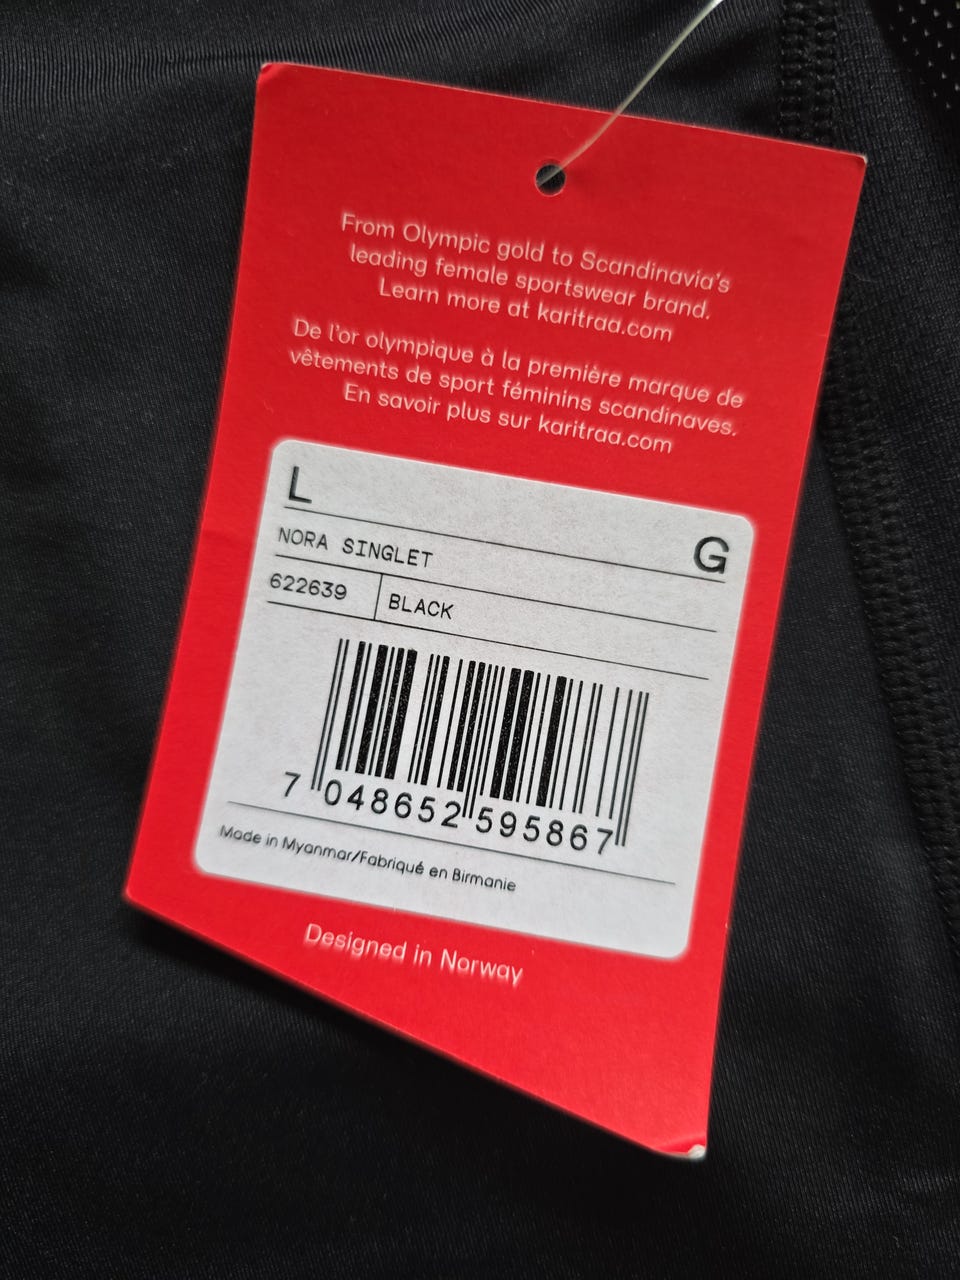 From Olympic gold to Scandinavia's
leading female sportswear brand.
Learn more at karitraa.com
De l'or olympique à la première marque de
vêtements de sport féminins scandinaves.
En savoir plus sur karitraa.com
L
G
NORA SINGLET
622639 BLACK
7 048652 595867
Made in Myanmar/Fabriqué en Birmanie
Designed in Norway